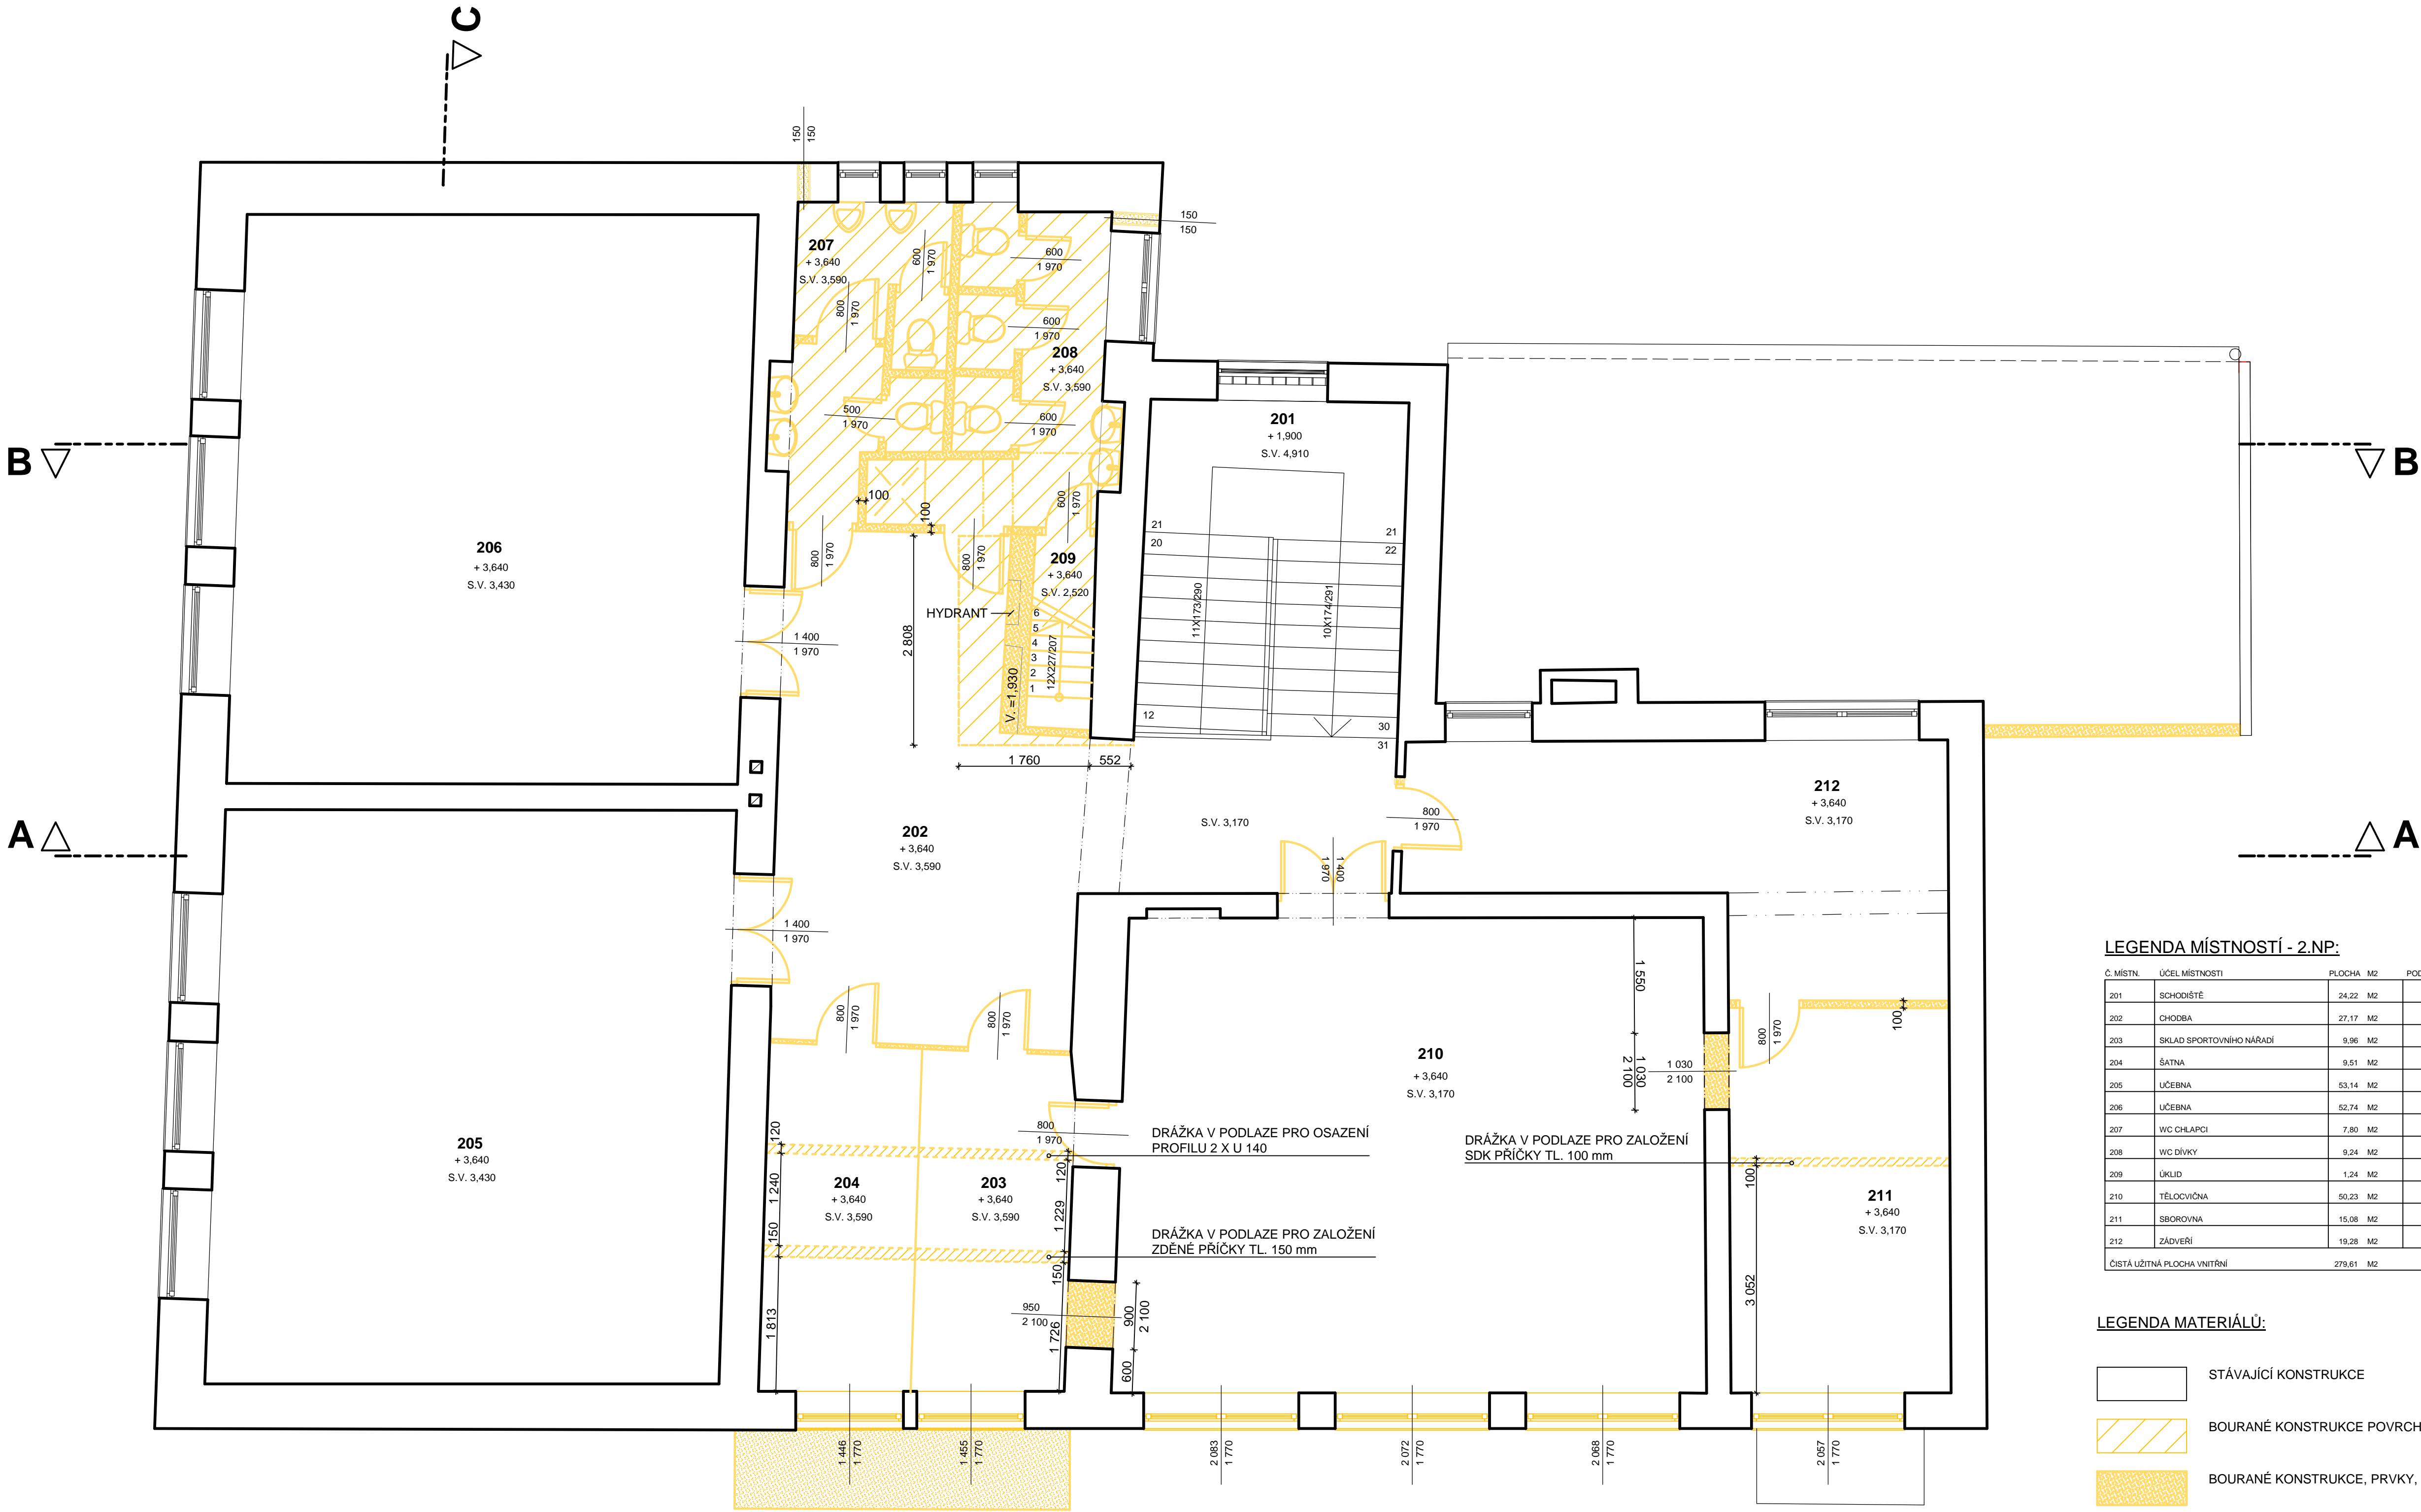 C
150
150
150
150
207
+ 3,640
S.V. 3,590
600
1 970
800
1 970
600
1 970
600
1 970
208
+ 3,640
S.V. 3,590
500
1 970
600
1 970
201
+ 1,900
S.V. 4,910
B
B
100
100
600
1 970
21
20
21
22
206
+ 3,640
S.V. 3,430
800
1 970
800
1 970
209
+ 3,640
S.V. 2,520
HYDRANT
6
5
4
3
2
1
12X227/207
V. =1,930
11X173/290
10X174/291
2 808
1 400
1 970
12
30
31
1 760
552
212
+ 3,640
S.V. 3,170
A
A
202
+ 3,640
S.V. 3,590
S.V. 3,170
800
1 970
1 400
1 970
1 400
1 970
800
1 970
800
1 970
1 550
800
1 970
100
210
+ 3,640
S.V. 3,170
1 030
2 100
1 030
2 100
205
+ 3,640
S.V. 3,430
120
800
1 970
DRÁŽKA V PODLAZE PRO OSAZENÍ
PROFILU 2 X U 140
DRÁŽKA V PODLAZE PRO ZALOŽENÍ
SDK PŘÍČKY TL. 100 mm
1 240
204
+ 3,640
S.V. 3,590
203
+ 3,640
S.V. 3,590
120
1 229
100
211
+ 3,640
S.V. 3,170
150
DRÁŽKA V PODLAZE PRO ZALOŽENÍ
ZDĚNÉ PŘÍČKY TL. 150 mm
150
1 813
950
2 100
1 726
900
2 100
600
3 052
1 446
1 770
1 455
1 770
2 083
1 770
2 072
1 770
2 068
1 770
2 057
1 770
LEGENDA MÍSTNOSTÍ - 2.NP:
Č. MÍSTN. ÚČEL MÍSTNOSTI PLOCHA M2
201 SCHODIŠTĚ 24,22 M2
202 CHODBA 27,17 M2
203 SKLAD SPORTOVNÍHO NÁŘADÍ 9,96 M2
204 ŠATNA 9,51 M2
205 UČEBNA 53,14 M2
206 UČEBNA 52,74 M2
207 WC CHLAPCI 7,80 M2
208 WC DÍVKY 9,24 M2
209 ÚKLID 1,24 M2
210 TĚLOCVIČNA 50,23 M2
211 SBOROVNA 15,08 M2
212 ZÁDVEŘÍ 19,28 M2
ČISTÁ UŽITNÁ PLOCHA VNITŘNÍ 279,61 M2
LEGENDA MATERIÁLŮ:
STÁVAJÍCÍ KONSTRUKCE
BOURANÉ KONSTRUKCE POVRCH
BOURANÉ KONSTRUKCE, PRVKY,